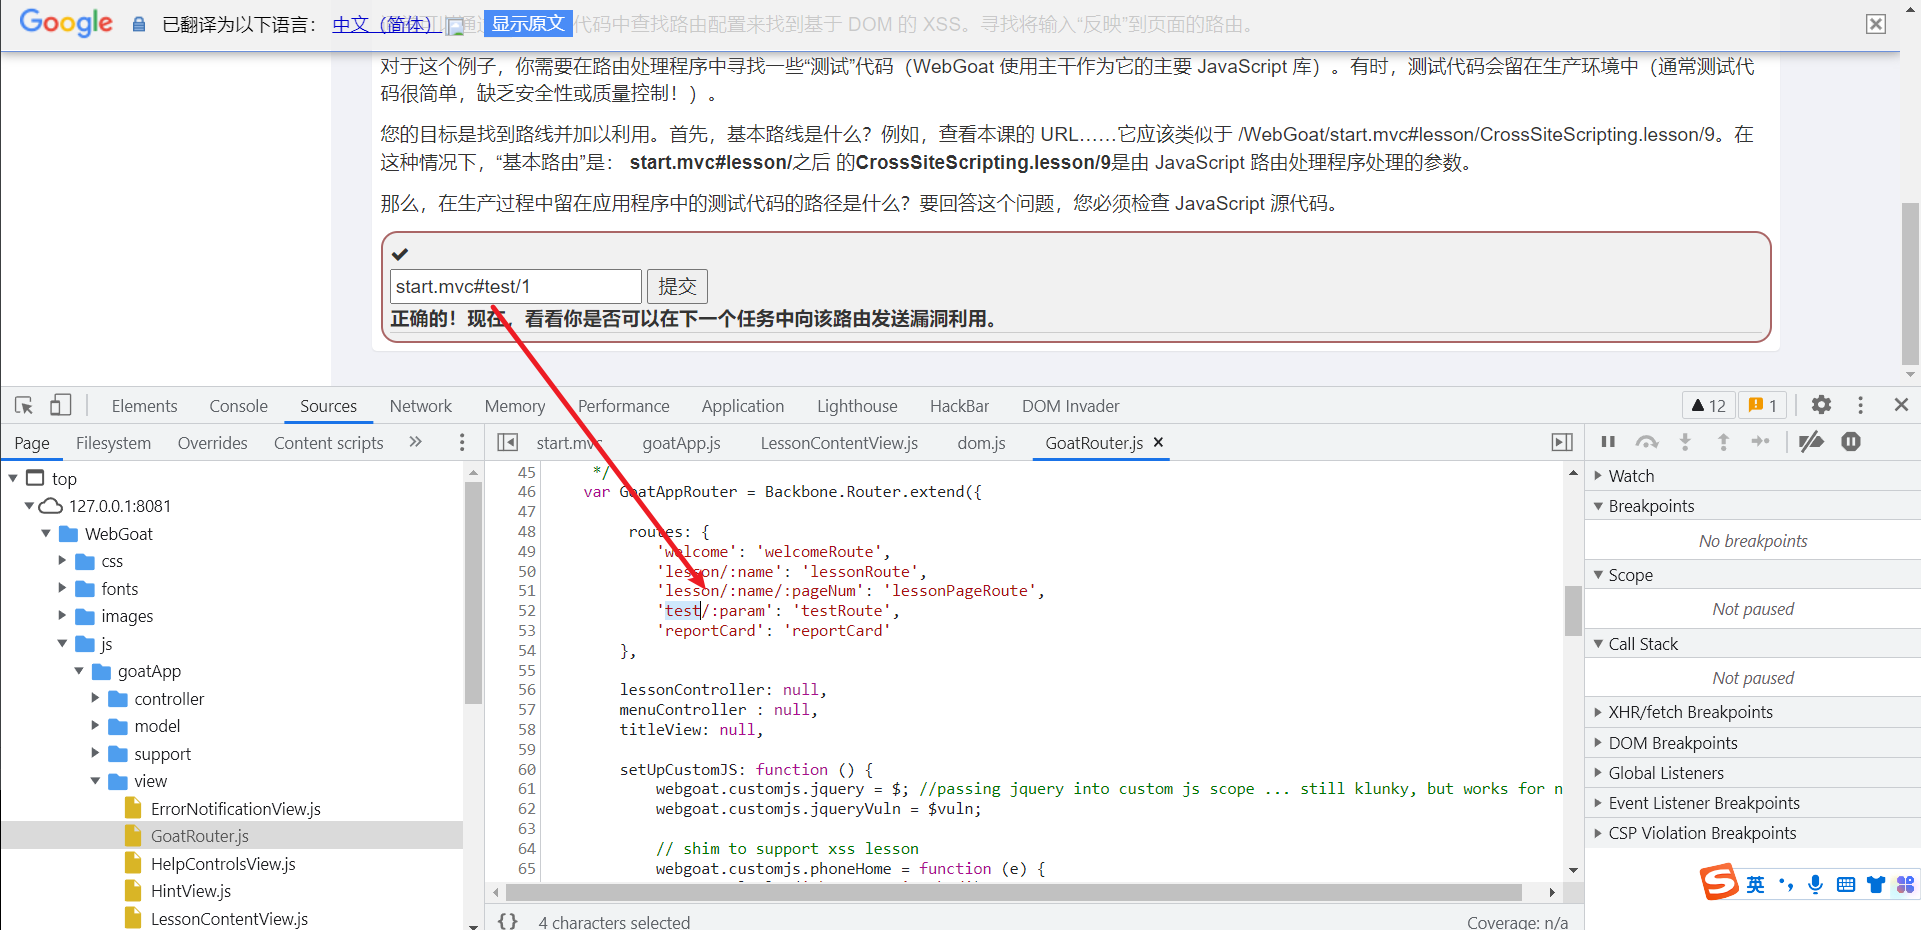 Google 已翻译为以下语言： 中文（简体） 显示原文 代码中查找路由配置来找到基于 DOM 的 XSS。寻找将输入“反映”到页面的路由。
对于这个例子，你需要在路由处理程序中寻找一些“测试”代码（WebGoat 使用主干作为它的主要 JavaScript 库）。有时，测试代码会留在生产环境中（通常测试代
码很简单，缺乏安全性或质量控制！）。
您的目标是找到路线并加以利用。首先，基本路线是什么？例如，查看本课的 URL……它应该类似于 /WebGoat/start.mvc#lesson/CrossSiteScripting.lesson/9。在
这种情况下，“基本路由”是： start.mvc#lesson/之后 的CrossSiteScripting.lesson/9是由 JavaScript 路由处理程序处理的参数。
那么，在生产过程中留在应用程序中的测试代码的路径是什么？要回答这个问题，您必须检查 JavaScript 源代码。
start.mvc#test/1 提交
正确的！现在，看看你是否可以在下一个任务中向该路由发送漏洞利用。
Elements Console Sources Network Memory Performance Application Lighthouse HackBar DOM Invader 12 1
Page Filesystem Overrides Content scripts start.mvc goatApp.js LessonContentView.js dom.js GoatRouter.js
top
127.0.0.1:8081
WebGoat
css
fonts
images
js
goatApp
controller
model
support
view
ErrorNotificationView.js
GoatRouter.js
HelpControlsView.js
HintView.js
LessonContentView.js
45 */
46 var GoatAppRouter = Backbone.Router.extend({
47
48 routes: {
49 'welcome': 'welcomeRoute',
50 'lesson/:name': 'lessonRoute',
51 'lesson/:name/:pageNum': 'lessonPageRoute',
52 'test/:param': 'testRoute',
53 'reportCard': 'reportCard'
54 },
55
56 lessonController: null,
57 menuController : null,
58 titleView: null,
59
60 setUpCustomJS: function () {
61 webgoat.customjs.jquery = $; //passing jquery into custom js scope ... still klunky, but works for n
62 webgoat.customjs.jqueryVuln = $vuln;
63
64 // shim to support xss lesson
65 webgoat.customjs.phoneHome = function (e) {
{} 4 characters selected Coverage: n/a
Watch
Breakpoints
No breakpoints
Scope
Not paused
Call Stack
Not paused
XHR/fetch Breakpoints
DOM Breakpoints
Global Listeners
Event Listener Breakpoints
CSP Violation Breakpoints
S 英